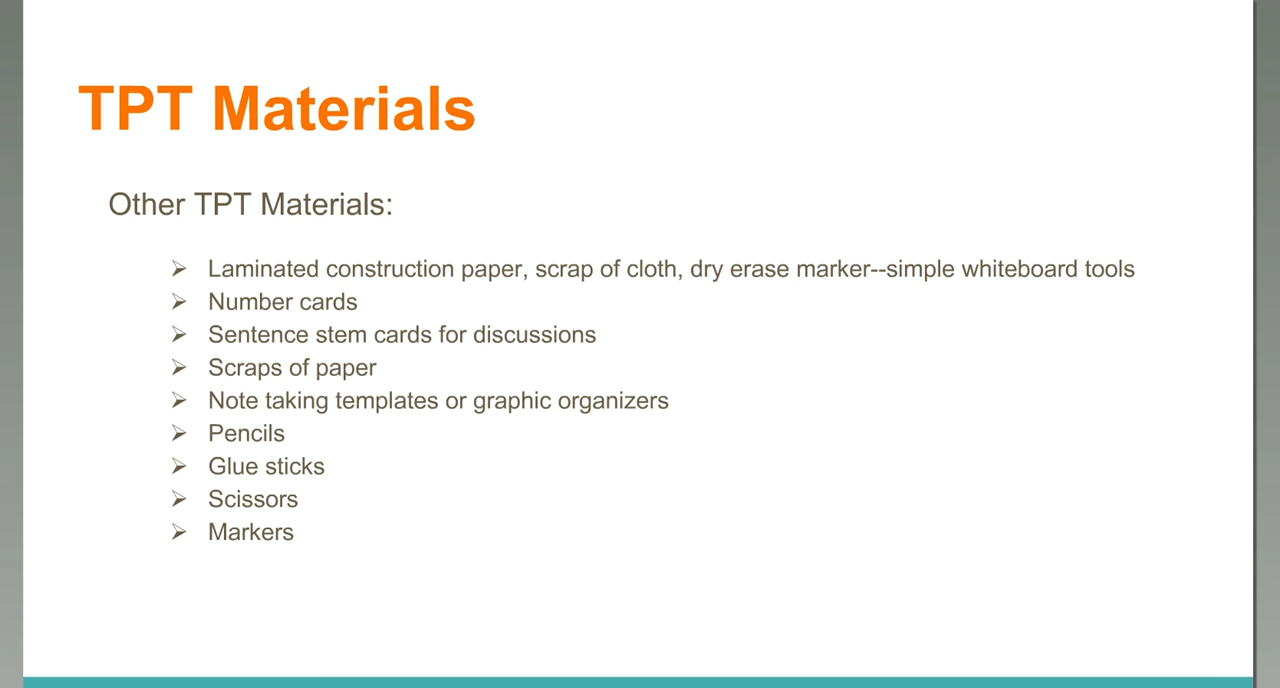 TPT Materials
Other TPT Materials:
➢ Laminated construction paper, scrap of cloth, dry erase marker--simple whiteboard tools
➢ Number cards
➢ Sentence stem cards for discussions
➢ Scraps of paper
➢ Note taking templates or graphic organizers
➢ Pencils
➢ Glue sticks
➢ Scissors
➢ Markers